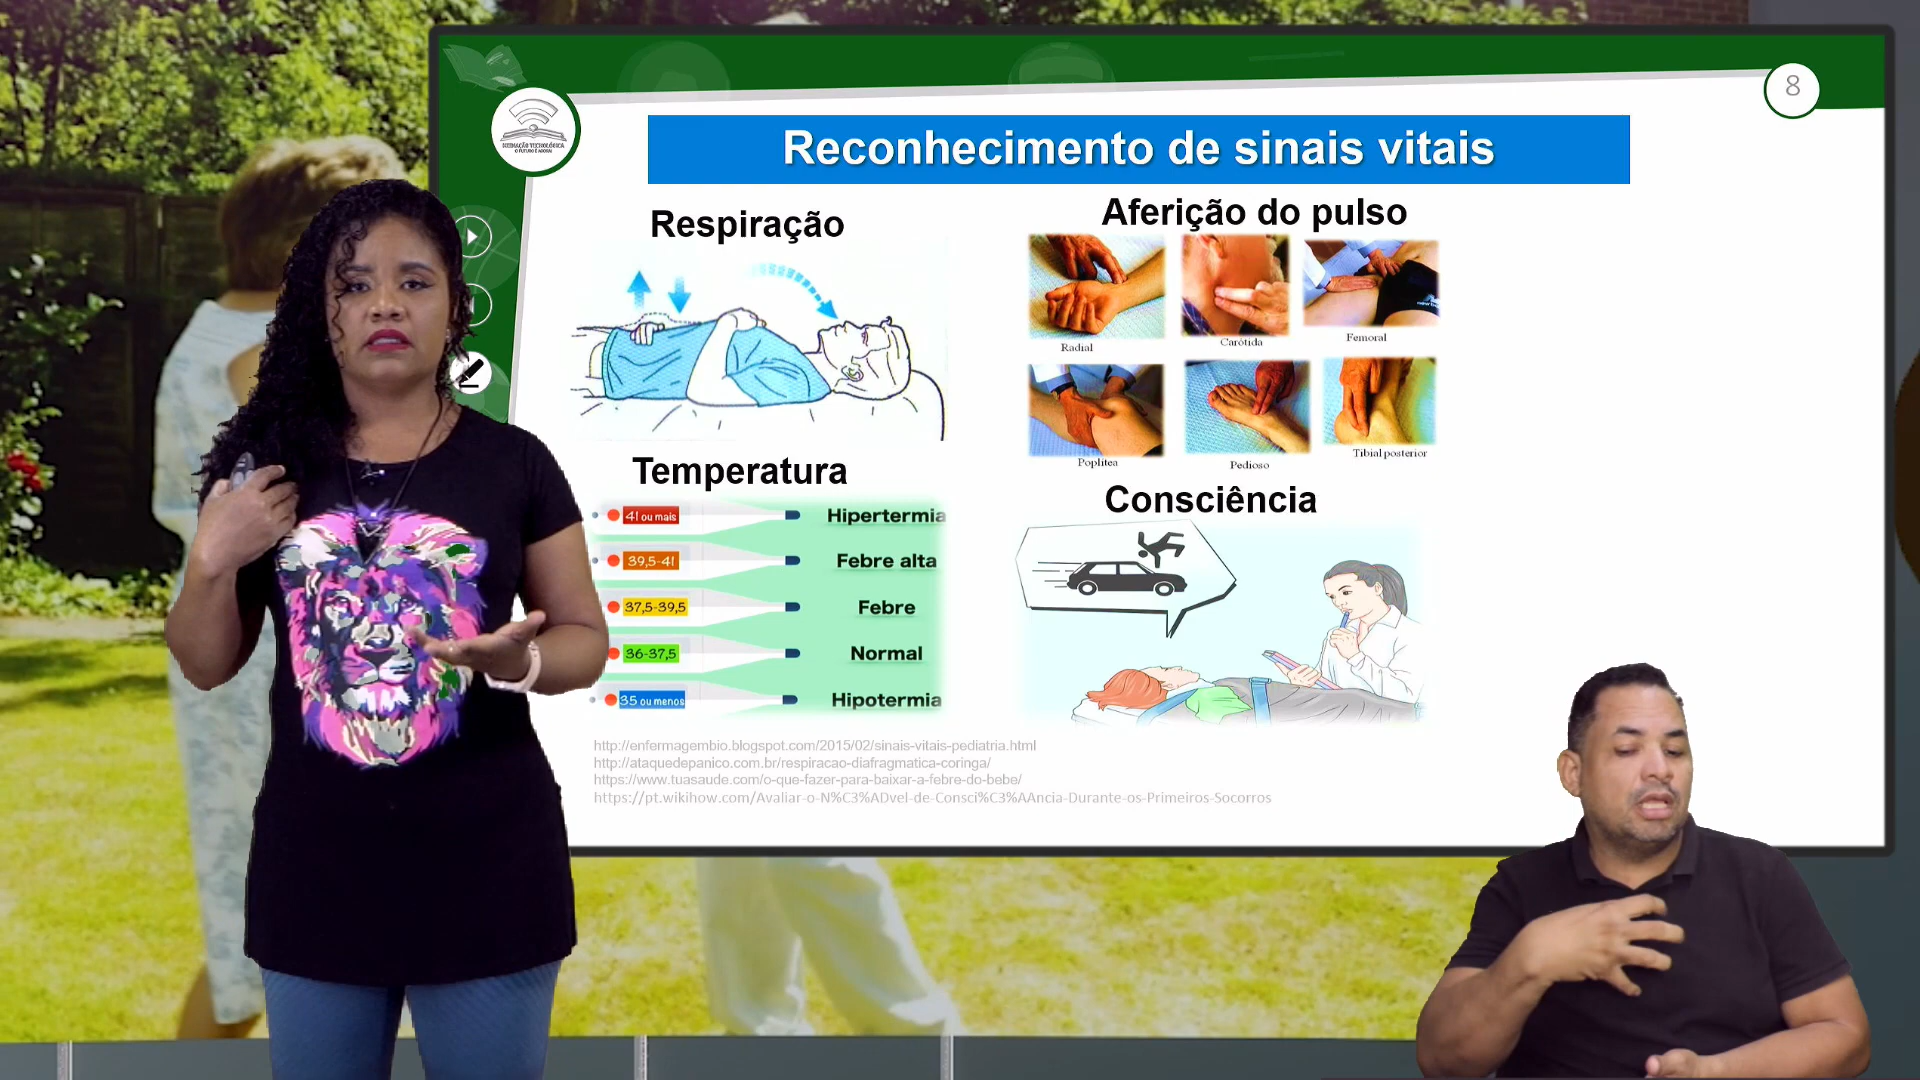 8
MEDIAÇÃO TECNOLÓGICA
O FUTURO É AGORA!
Reconhecimento de sinais vitais
Respiração
Aferição do pulso
Radial
Carótida
Femoral
Poplítea
Pedioso
Tibial posterior
Temperatura
41 ou mais Hipertermia
39,5-41 Febre alta
37,5-39,5 Febre
36-37,5 Normal
35 ou menos Hipotermia
Consciência
http://enfermagembio.blogspot.com/2015/02/sinais-vitais-pediatria.html
http://ataquedepanico.com.br/respiracao-diafragmatica-coringa/
https://www.tuasaude.com/o-que-fazer-para-baixar-a-febre-do-bebe/
https://pt.wikihow.com/Avaliar-o-N%C3%ADvel-de-Consci%C3%AAncia-Durante-os-Primeiros-Socorros